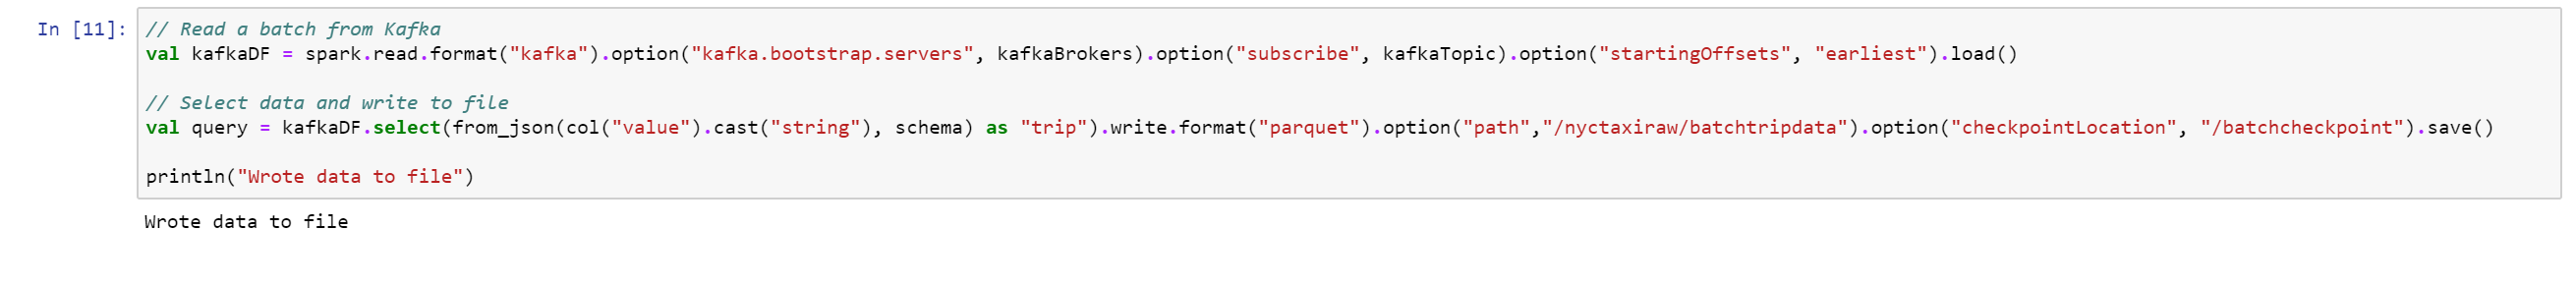 In [11]:
// Read a batch from Kafka
val kafkaDF = spark.read.format("kafka").option("kafka.bootstrap.servers", kafkaBrokers).option("subscribe", kafkaTopic).option("startingOffsets", "earliest").load()
// Select data and write to file
val query = kafkaDF.select(from_json(col("value").cast("string"), schema) as "trip").write.format("parquet").option("path","/nyctaxiraw/batchtripdata").option("checkpointLocation", "/batchcheckpoint").save()
println("Wrote data to file")
Wrote data to file